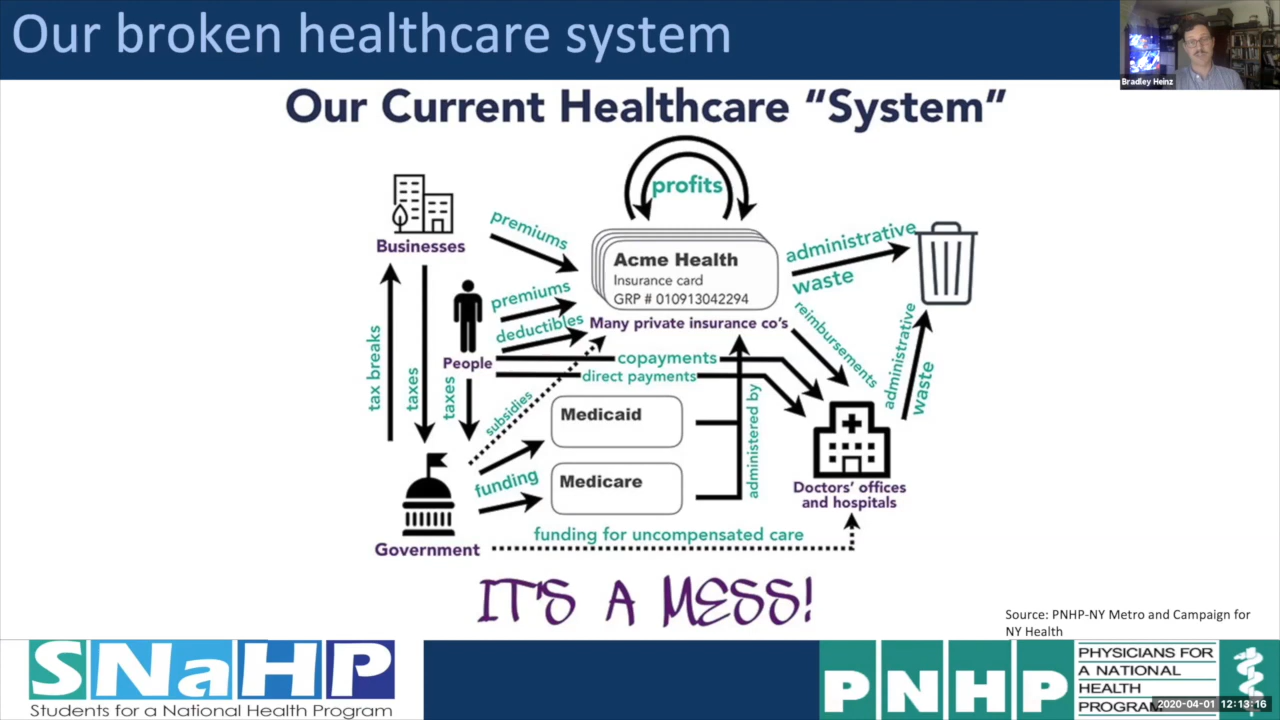 Our broken healthcare system
Bradley Heinz
Our Current Healthcare “System”
profits
Businesses
premiums
Acme Health
Insurance card
GRP # 010913042294
administrative
waste
premiums
deductibles
Many private insurance co's
reimbursements
administrative
waste
People
copayments
direct payments
tax breaks
taxes
taxes
subsidies
Medicaid
administered by
funding
Medicare
Doctors' offices
and hospitals
funding for uncompensated care
Government
IT'S A MESS!
Source: PNHP-NY Metro and Campaign for
NY Health
SNaHP
Students for a National Health Program
PNHP
PHYSICIANS FOR
A NATIONAL
HEALTH
PROGRAM
2020-04-01 12:13:16